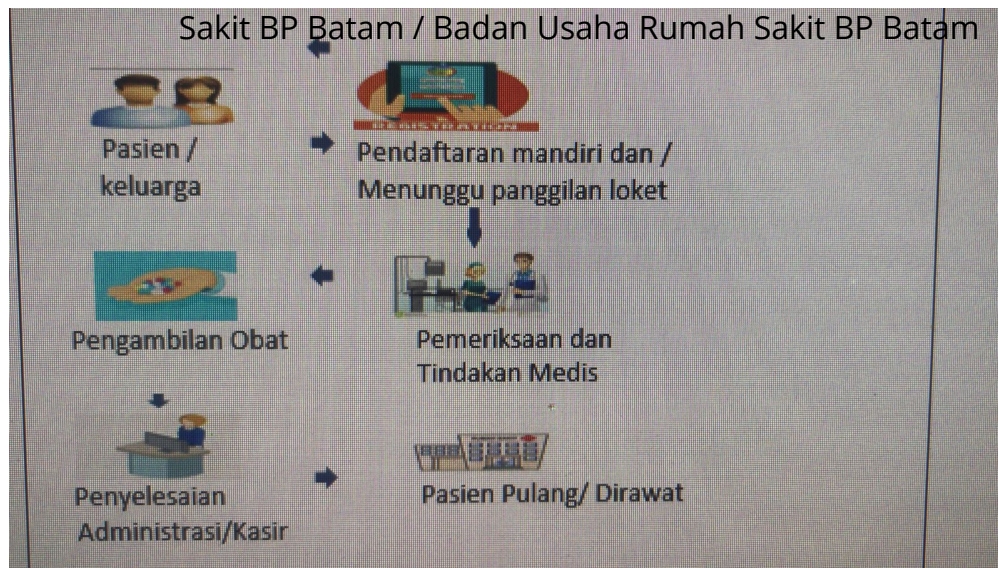 Sakit BP Batam / Badan Usaha Rumah Sakit BP Batam
REGISTRATION
Pasien /
keluarga
Pendaftaran mandiri dan /
Menunggu panggilan loket
Pengambilan Obat
Pemeriksaan dan
Tindakan Medis
Penyelesaian
Administrasi/Kasir
Pasien Pulang/ Dirawat